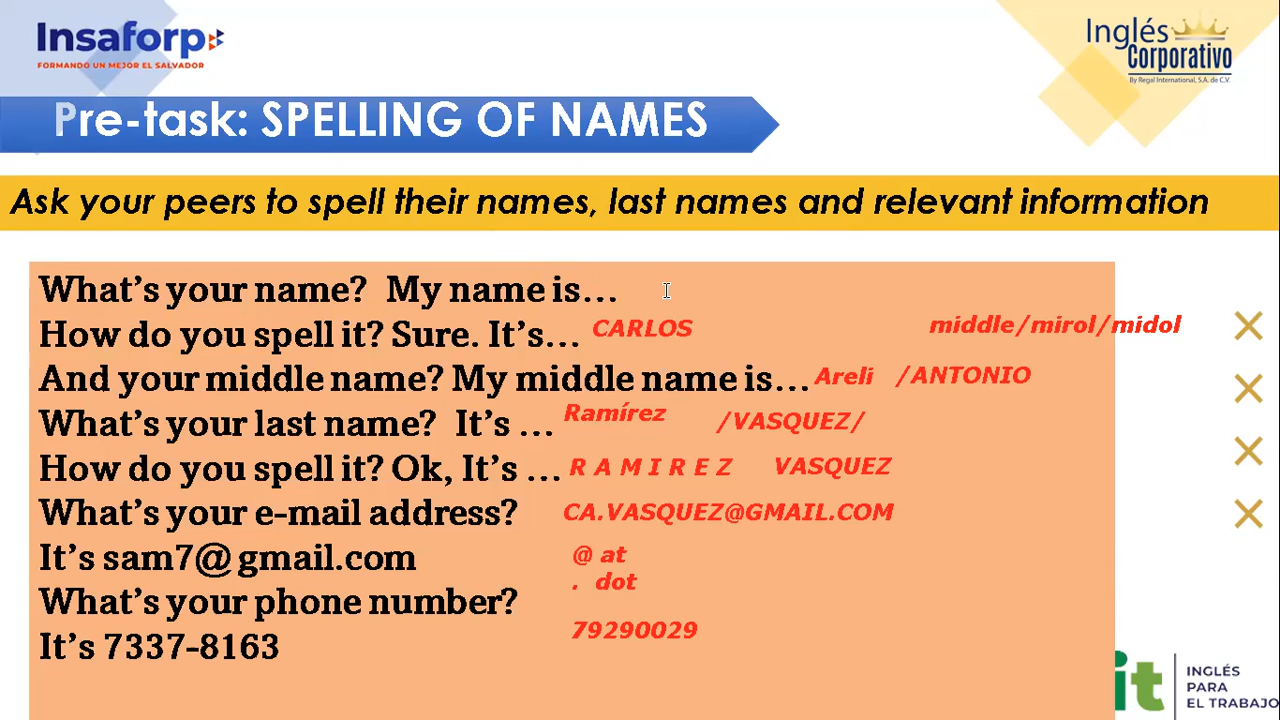 Insaforp
FORMANDO UN MEJOR EL SALVADOR
Inglés
Corporativo
By Regal International, S.A. de C.V.
Pre-task: SPELLING OF NAMES
Ask your peers to spell their names, last names and relevant information
What's your name? My name is...
How do you spell it? Sure. It's... CARLOS middle/mirol/midol
And your middle name? My middle name is... Areli /ANTONIO
What's your last name? It's ... Ramírez /VASQUEZ/
How do you spell it? Ok, It's ... R A M I R E Z VASQUEZ
What's your e-mail address? CA.VASQUEZ@GMAIL.COM
It's sam7@gmail.com @ at
. dot
What's your phone number?
It's 7337-8163 79290029
it INGLÉS
PARA
EL TRABAJO